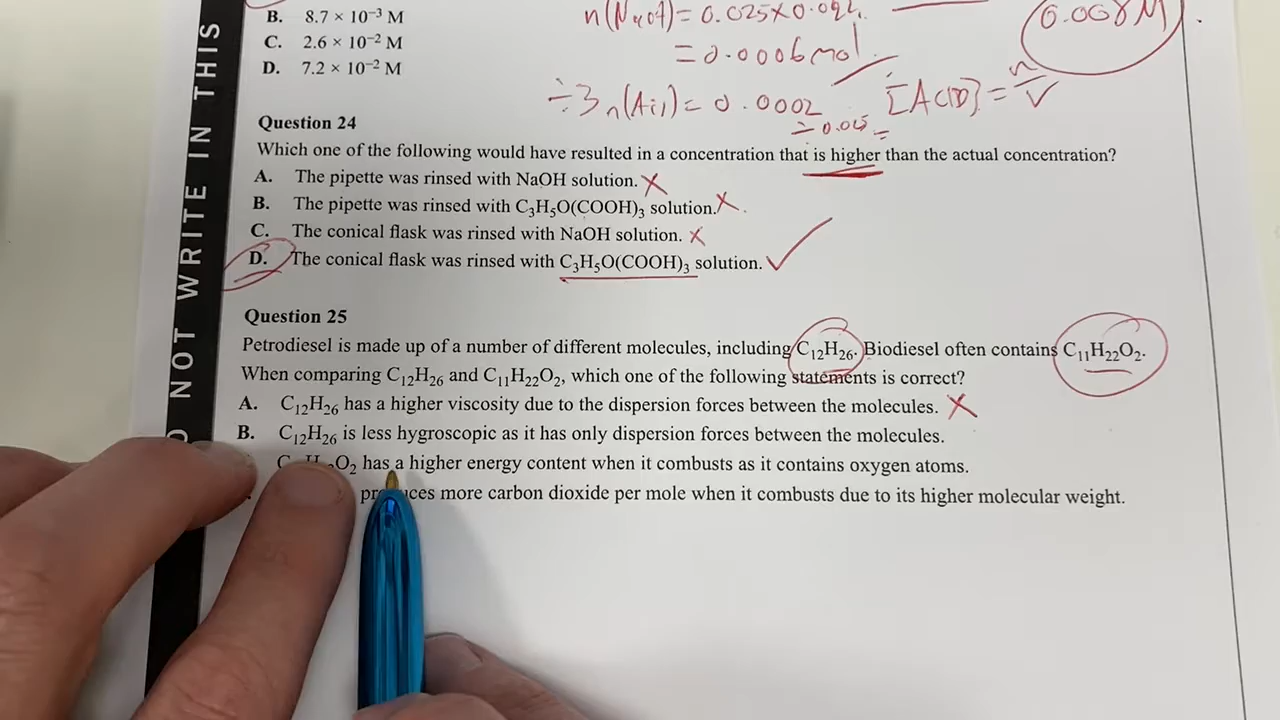 B. 8.7 × 10⁻³ M
C. 2.6 × 10⁻² M
D. 7.2 × 10⁻² M
= 0.0006mol
÷3 = 0.0002
÷ 0.025 =
[ACID] = n/V
0.008M
NOT WRITE IN THIS
Question 24
Which one of the following would have resulted in a concentration that is higher than the actual concentration?
A. The pipette was rinsed with NaOH solution. X
B. The pipette was rinsed with C₃H₅O(COOH)₃ solution. X
C. The conical flask was rinsed with NaOH solution. X
D. The conical flask was rinsed with C₃H₅O(COOH)₃ solution. ✓
Question 25
Petrodiesel is made up of a number of different molecules, including C₁₂H₂₆. Biodiesel often contains C₁₁H₂₂O₂.
When comparing C₁₂H₂₆ and C₁₁H₂₂O₂, which one of the following statements is correct?
A. C₁₂H₂₆ has a higher viscosity due to the dispersion forces between the molecules. X
B. C₁₂H₂₆ is less hygroscopic as it has only dispersion forces between the molecules.
O₂ has a higher energy content when it combusts as it contains oxygen atoms.
more carbon dioxide per mole when it combusts due to its higher molecular weight.